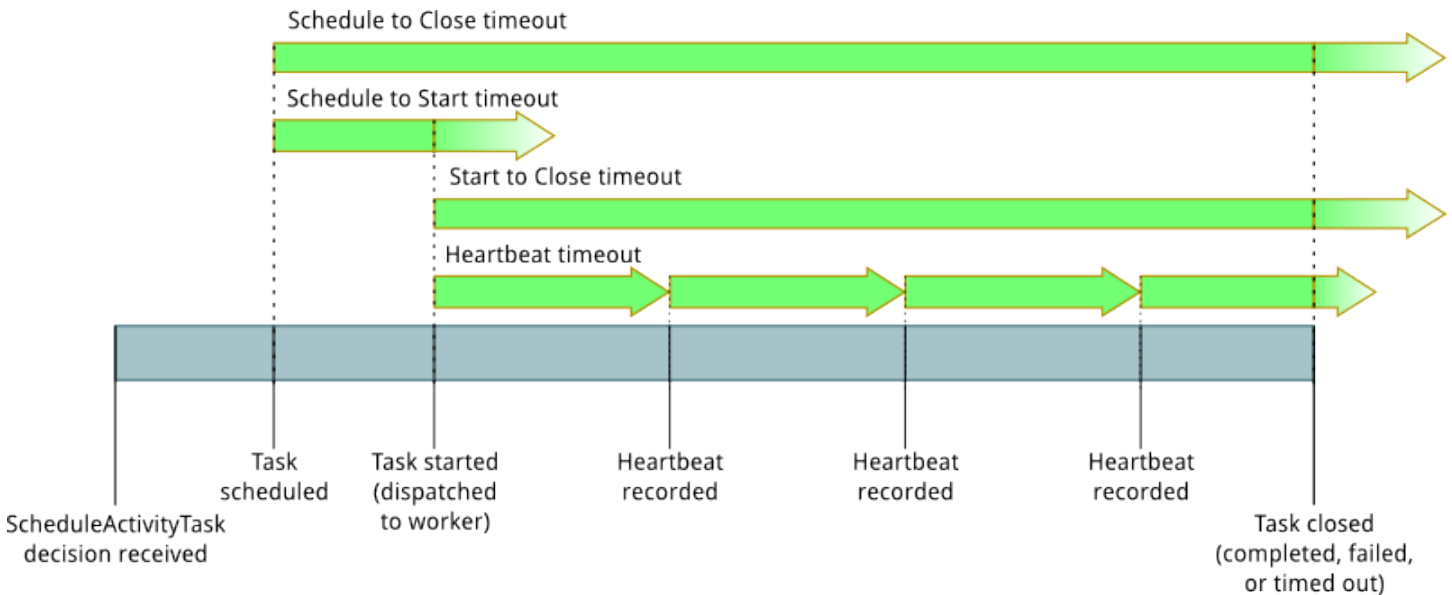 Schedule to Close timeout
Schedule to Start timeout
Start to Close timeout
Heartbeat timeout
Task
scheduled
Task started
(dispatched
to worker)
Heartbeat
recorded
Heartbeat
recorded
Heartbeat
recorded
ScheduleActivityTask
decision received
Task closed
(completed, failed,
or timed out)